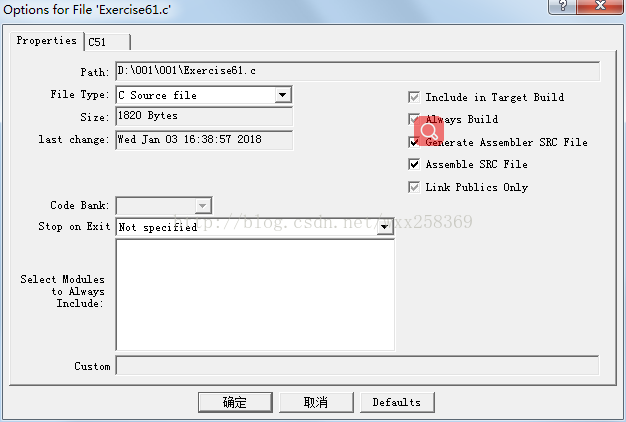 Options for File 'Exercise61.c'
Properties C51
Path: D:\001\001\Exercise61.c
File Type: C Source file
Size: 1820 Bytes
last change: Wed Jan 03 16:38:57 2018
Include in Target Build
Always Build
Generate Assembler SRC File
Assemble SRC File
Link Publics Only
Code Bank:
Stop on Exit Not specified
http://blog.csdn.net/wxx258369
Select Modules
to Always
Include:
Custom
确定 取消 Defaults